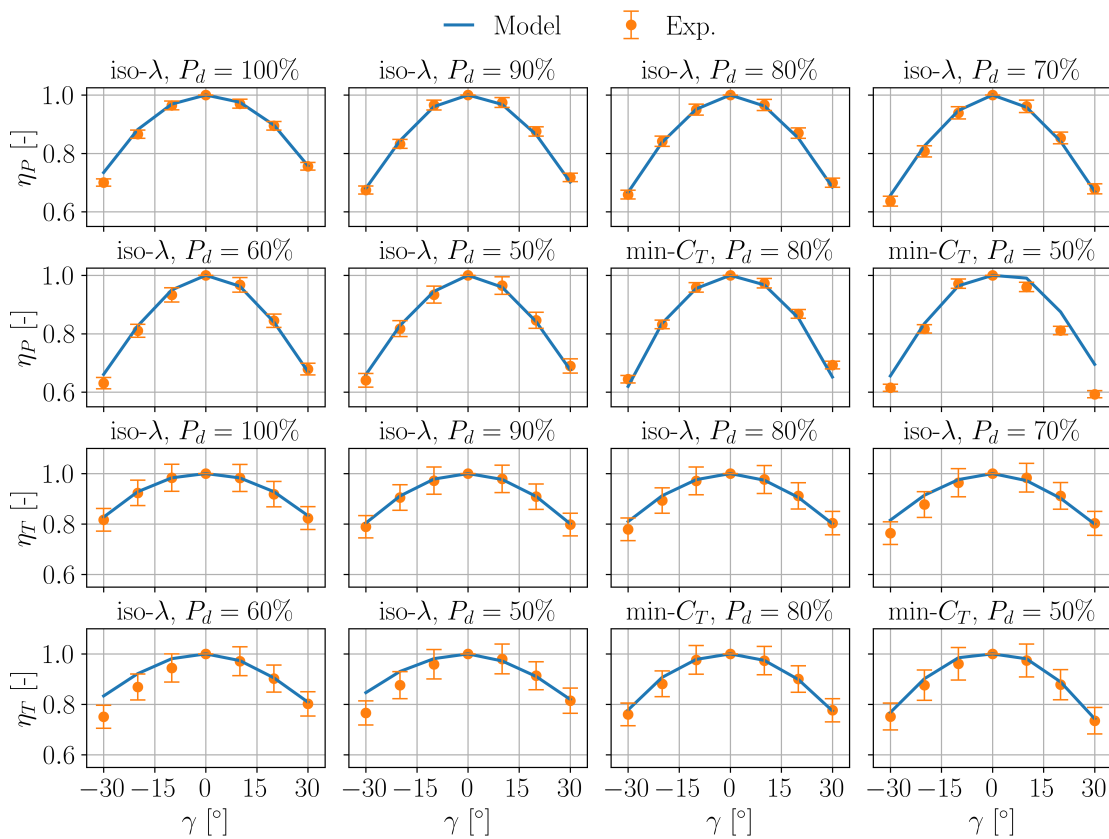 Model Exp.
iso-λ, P_d = 100% iso-λ, P_d = 90% iso-λ, P_d = 80% iso-λ, P_d = 70%
1.0
0.8
0.6
η_P [-]
iso-λ, P_d = 60% iso-λ, P_d = 50% min-C_T, P_d = 80% min-C_T, P_d = 50%
1.0
0.8
0.6
η_P [-]
iso-λ, P_d = 100% iso-λ, P_d = 90% iso-λ, P_d = 80% iso-λ, P_d = 70%
1.0
0.8
0.6
η_T [-]
iso-λ, P_d = 60% iso-λ, P_d = 50% min-C_T, P_d = 80% min-C_T, P_d = 50%
1.0
0.8
0.6
η_T [-]
−30 −15 0 15 30 −30 −15 0 15 30 −30 −15 0 15 30 −30 −15 0 15 30
γ [°] γ [°] γ [°] γ [°]